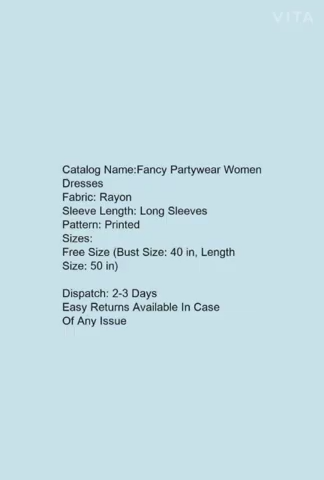 VITA
Catalog Name:Fancy Partywear Women
Dresses
Fabric: Rayon
Sleeve Length: Long Sleeves
Pattern: Printed
Sizes:
Free Size (Bust Size: 40 in, Length
Size: 50 in)
Dispatch: 2-3 Days
Easy Returns Available In Case
Of Any Issue